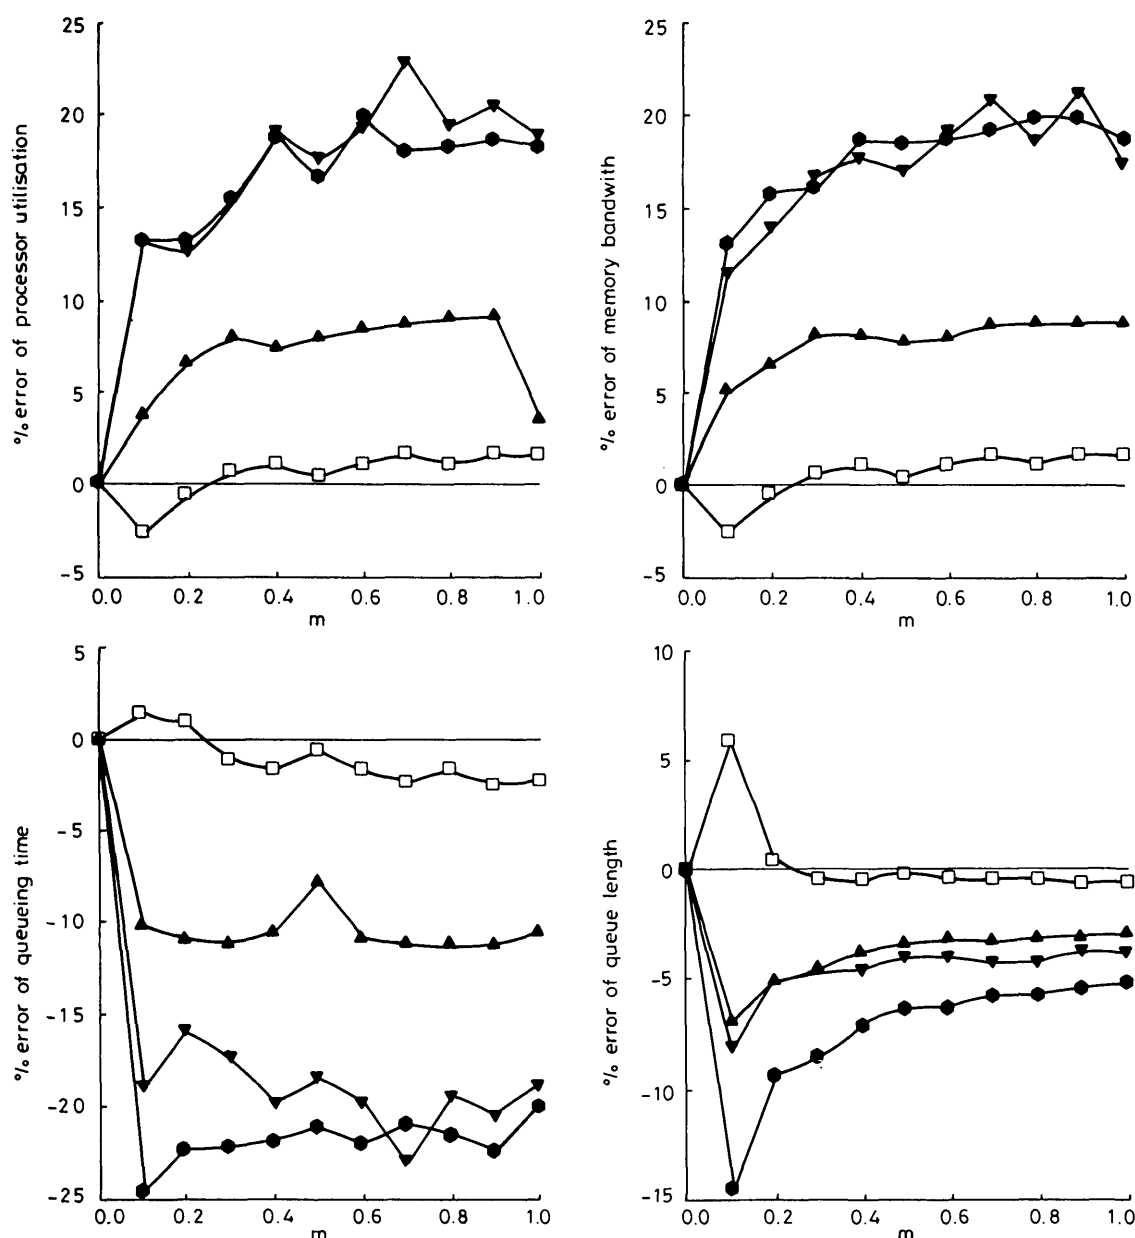 25
20
15
10
5
0
-5
% error of processor utilisation
0.0 0.2 0.4 0.6 0.8 1.0
m
25
20
15
10
5
0
-5
% error of memory bandwith
0.0 0.2 0.4 0.6 0.8 1.0
m
5
0
-5
-10
-15
-20
-25
% error of queueing time
0.0 0.2 0.4 0.6 0.8 1.0
m
10
5
0
-5
-10
-15
% error of queue length
0.0 0.2 0.4 0.6 0.8 1.0
m